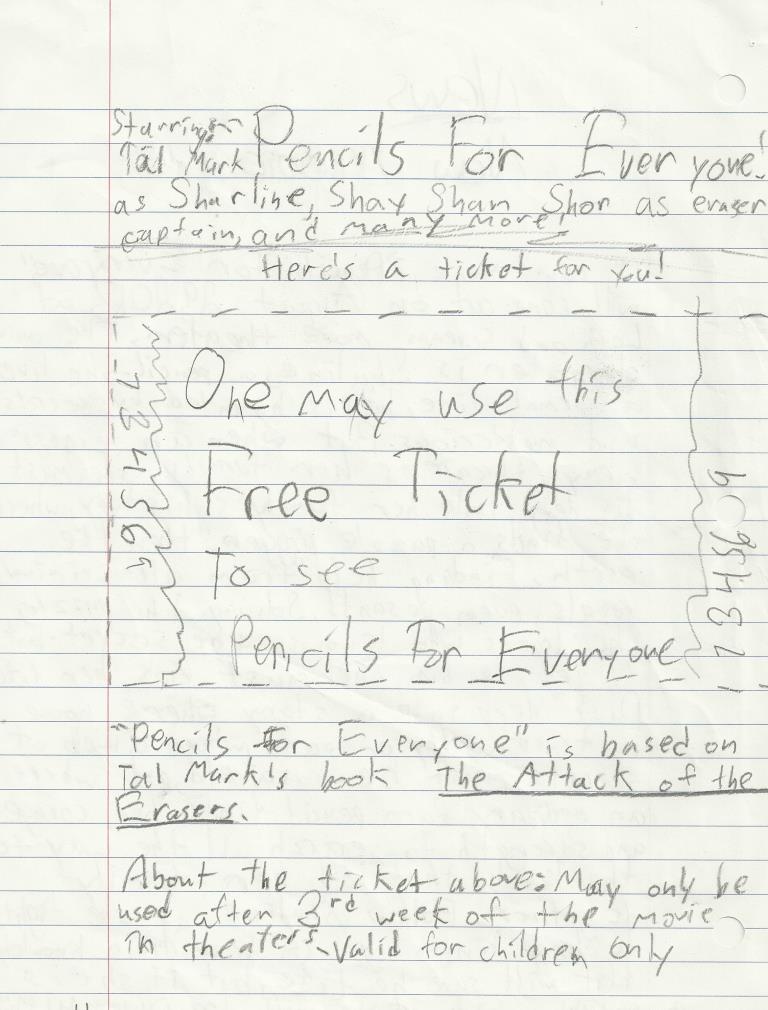 Starring:
Tal Mark Pencils For Everyone!
as Sharline, Shay Sham Shor as eraser
captain, and many more,
Here's a ticket for you!
One may use this
Free Ticket
To see
Pencils For Everyone
1234569
"Pencils For Everyone" is based on
Tal Mark's book The Attack of the
Erasers.
About the ticket above: May only be
used after 3rd week of the movie
in theaters. Valid for children only